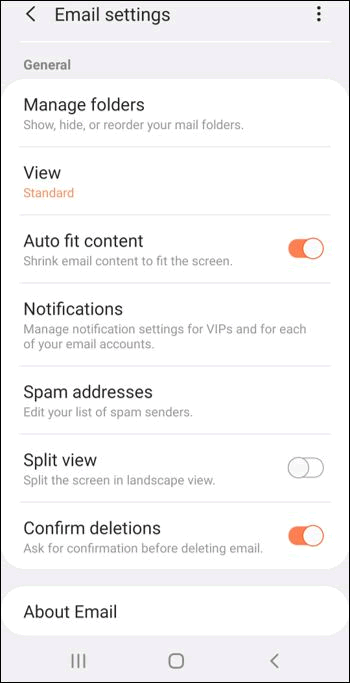 Email settings
General
Manage folders
Show, hide, or reorder your mail folders.
View
Standard
Auto fit content
Shrink email content to fit the screen.
Notifications
Manage notification settings for VIPs and for each
of your email accounts.
Spam addresses
Edit your list of spam senders.
Split view
Split the screen in landscape view.
Confirm deletions
Ask for confirmation before deleting email.
About Email